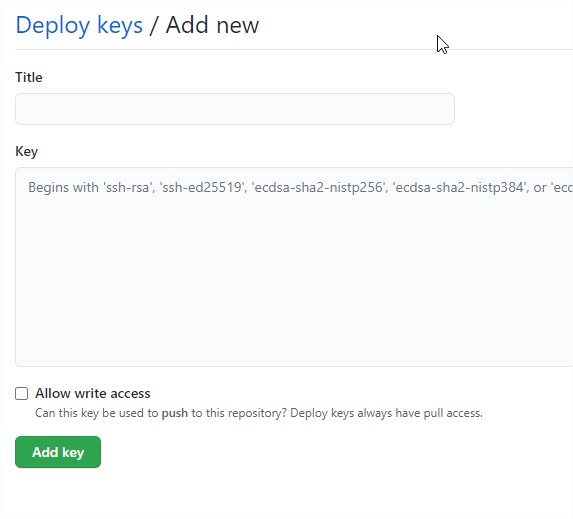 Deploy keys / Add new
Title
Key
Begins with 'ssh-rsa', 'ssh-ed25519', 'ecdsa-sha2-nistp256', 'ecdsa-sha2-nistp384', or 'ecd
Allow write access
Can this key be used to push to this repository? Deploy keys always have pull access.
Add key